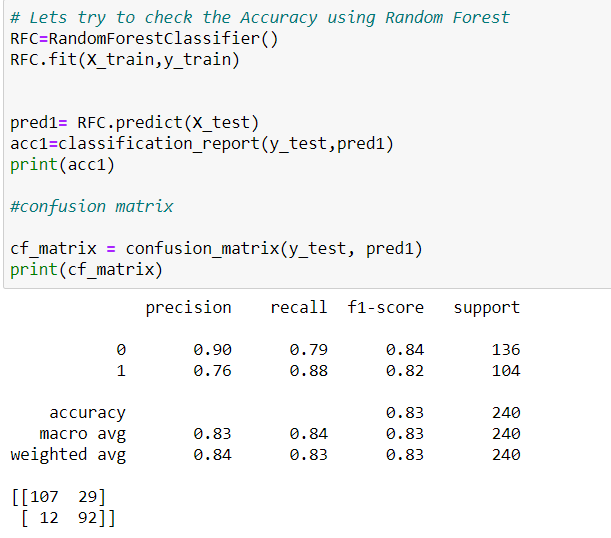 # Lets try to check the Accuracy using Random Forest
RFC=RandomForestClassifier()
RFC.fit(X_train,y_train)
pred1= RFC.predict(X_test)
acc1=classification_report(y_test,pred1)
print(acc1)
#confusion matrix
cf_matrix = confusion_matrix(y_test, pred1)
print(cf_matrix)
precision recall f1-score support
0 0.90 0.79 0.84 136
1 0.76 0.88 0.82 104
accuracy 0.83 240
macro avg 0.83 0.84 0.83 240
weighted avg 0.84 0.83 0.83 240
[[107 29]
[ 12 92]]